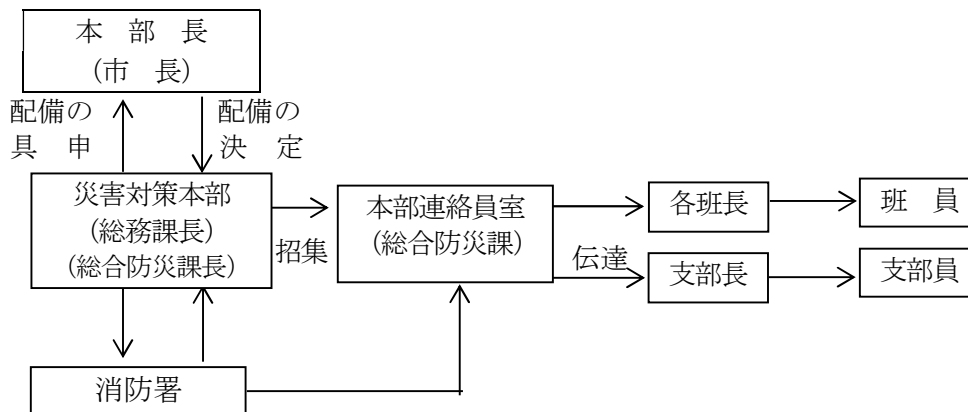 本 部 長
(市 長)
配備の
具 申
配備の
決 定
災害対策本部
(総務課長)
(総合防災課長)
招集
本部連絡員室
(総合防災課)
伝達
各班長
班 員
支部長
支部員
消防署